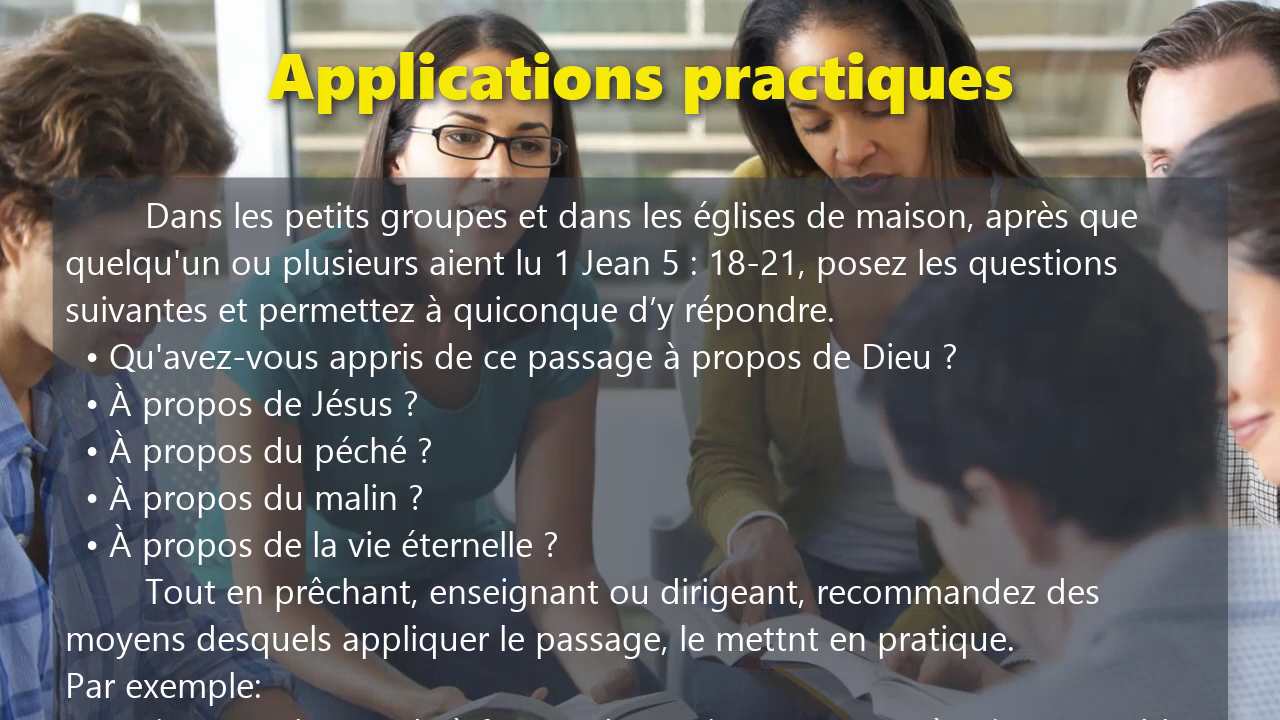 Applications practiques
Dans les petits groupes et dans les églises de maison, après que
quelqu'un ou plusieurs aient lu 1 Jean 5 : 18-21, posez les questions
suivantes et permettez à quiconque d’y répondre.
• Qu'avez-vous appris de ce passage à propos de Dieu ?
• À propos de Jésus ?
• À propos du péché ?
• À propos du malin ?
• À propos de la vie éternelle ?
Tout en prêchant, enseignant ou dirigeant, recommandez des
moyens desquels appliquer le passage, le mettnt en pratique.
Par exemple: